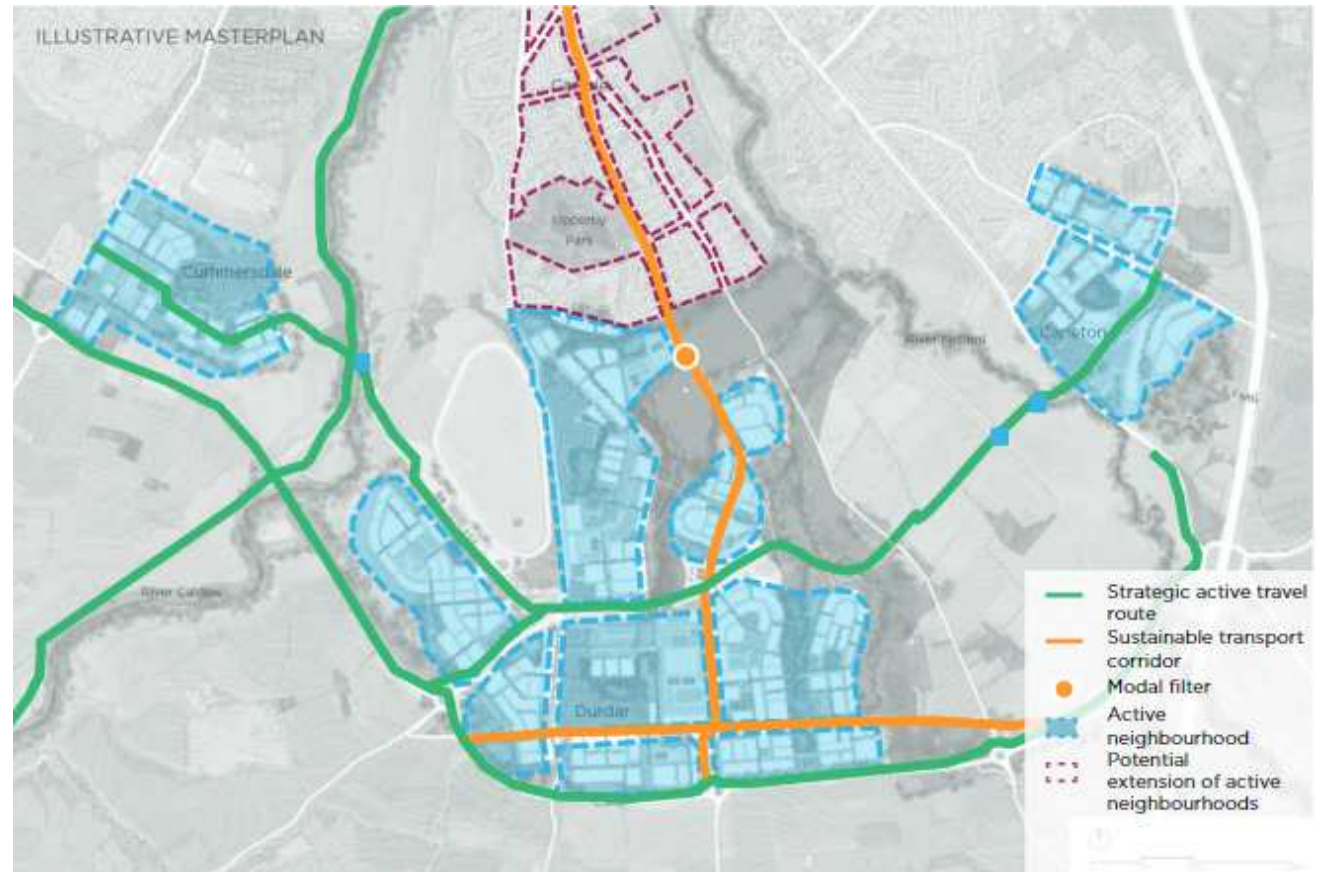 ILLUSTRATIVE MASTERPLAN
Upperby
Park
Cummersdale
River Petteril
Carleton
River Caldew
Durdar
Strategic active travel
route
Sustainable transport
corridor
Modal filter
Active
neighbourhood
Potential
extension of active
neighbourhoods